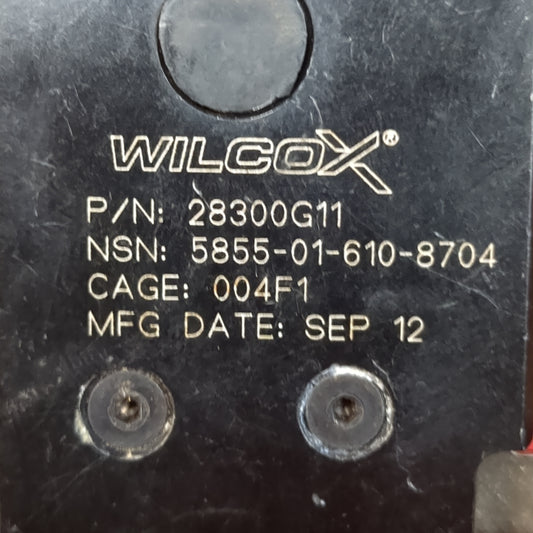 WILCOX®
P/N: 28300G11
NSN: 5855-01-610-8704
CAGE: 004F1
MFG DATE: SEP 12